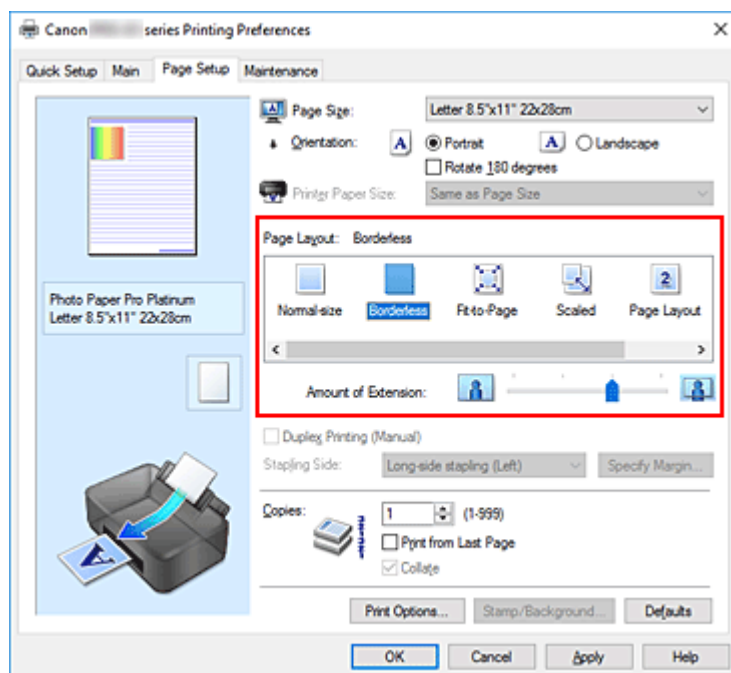 Canon series Printing Preferences
Quick Setup Main Page Setup Maintenance
Page Size: Letter 8.5"x11" 22x28cm
Orientation: A Portrait A Landscape
Rotate 180 degrees
Printer Paper Size: Same as Page Size
Page Layout: Borderless
Normal-size Borderless Fit-to-Page Scaled Page Layout
Photo Paper Pro Platinum
Letter 8.5"x11" 22x28cm
Amount of Extension:
Duplex Printing (Manual)
Stapling Side: Long-side stapling (Left) Specify Margin...
Copies: 1 (1-999)
Print from Last Page
Collate
Print Options... Stamp/Background... Defaults
OK Cancel Apply Help